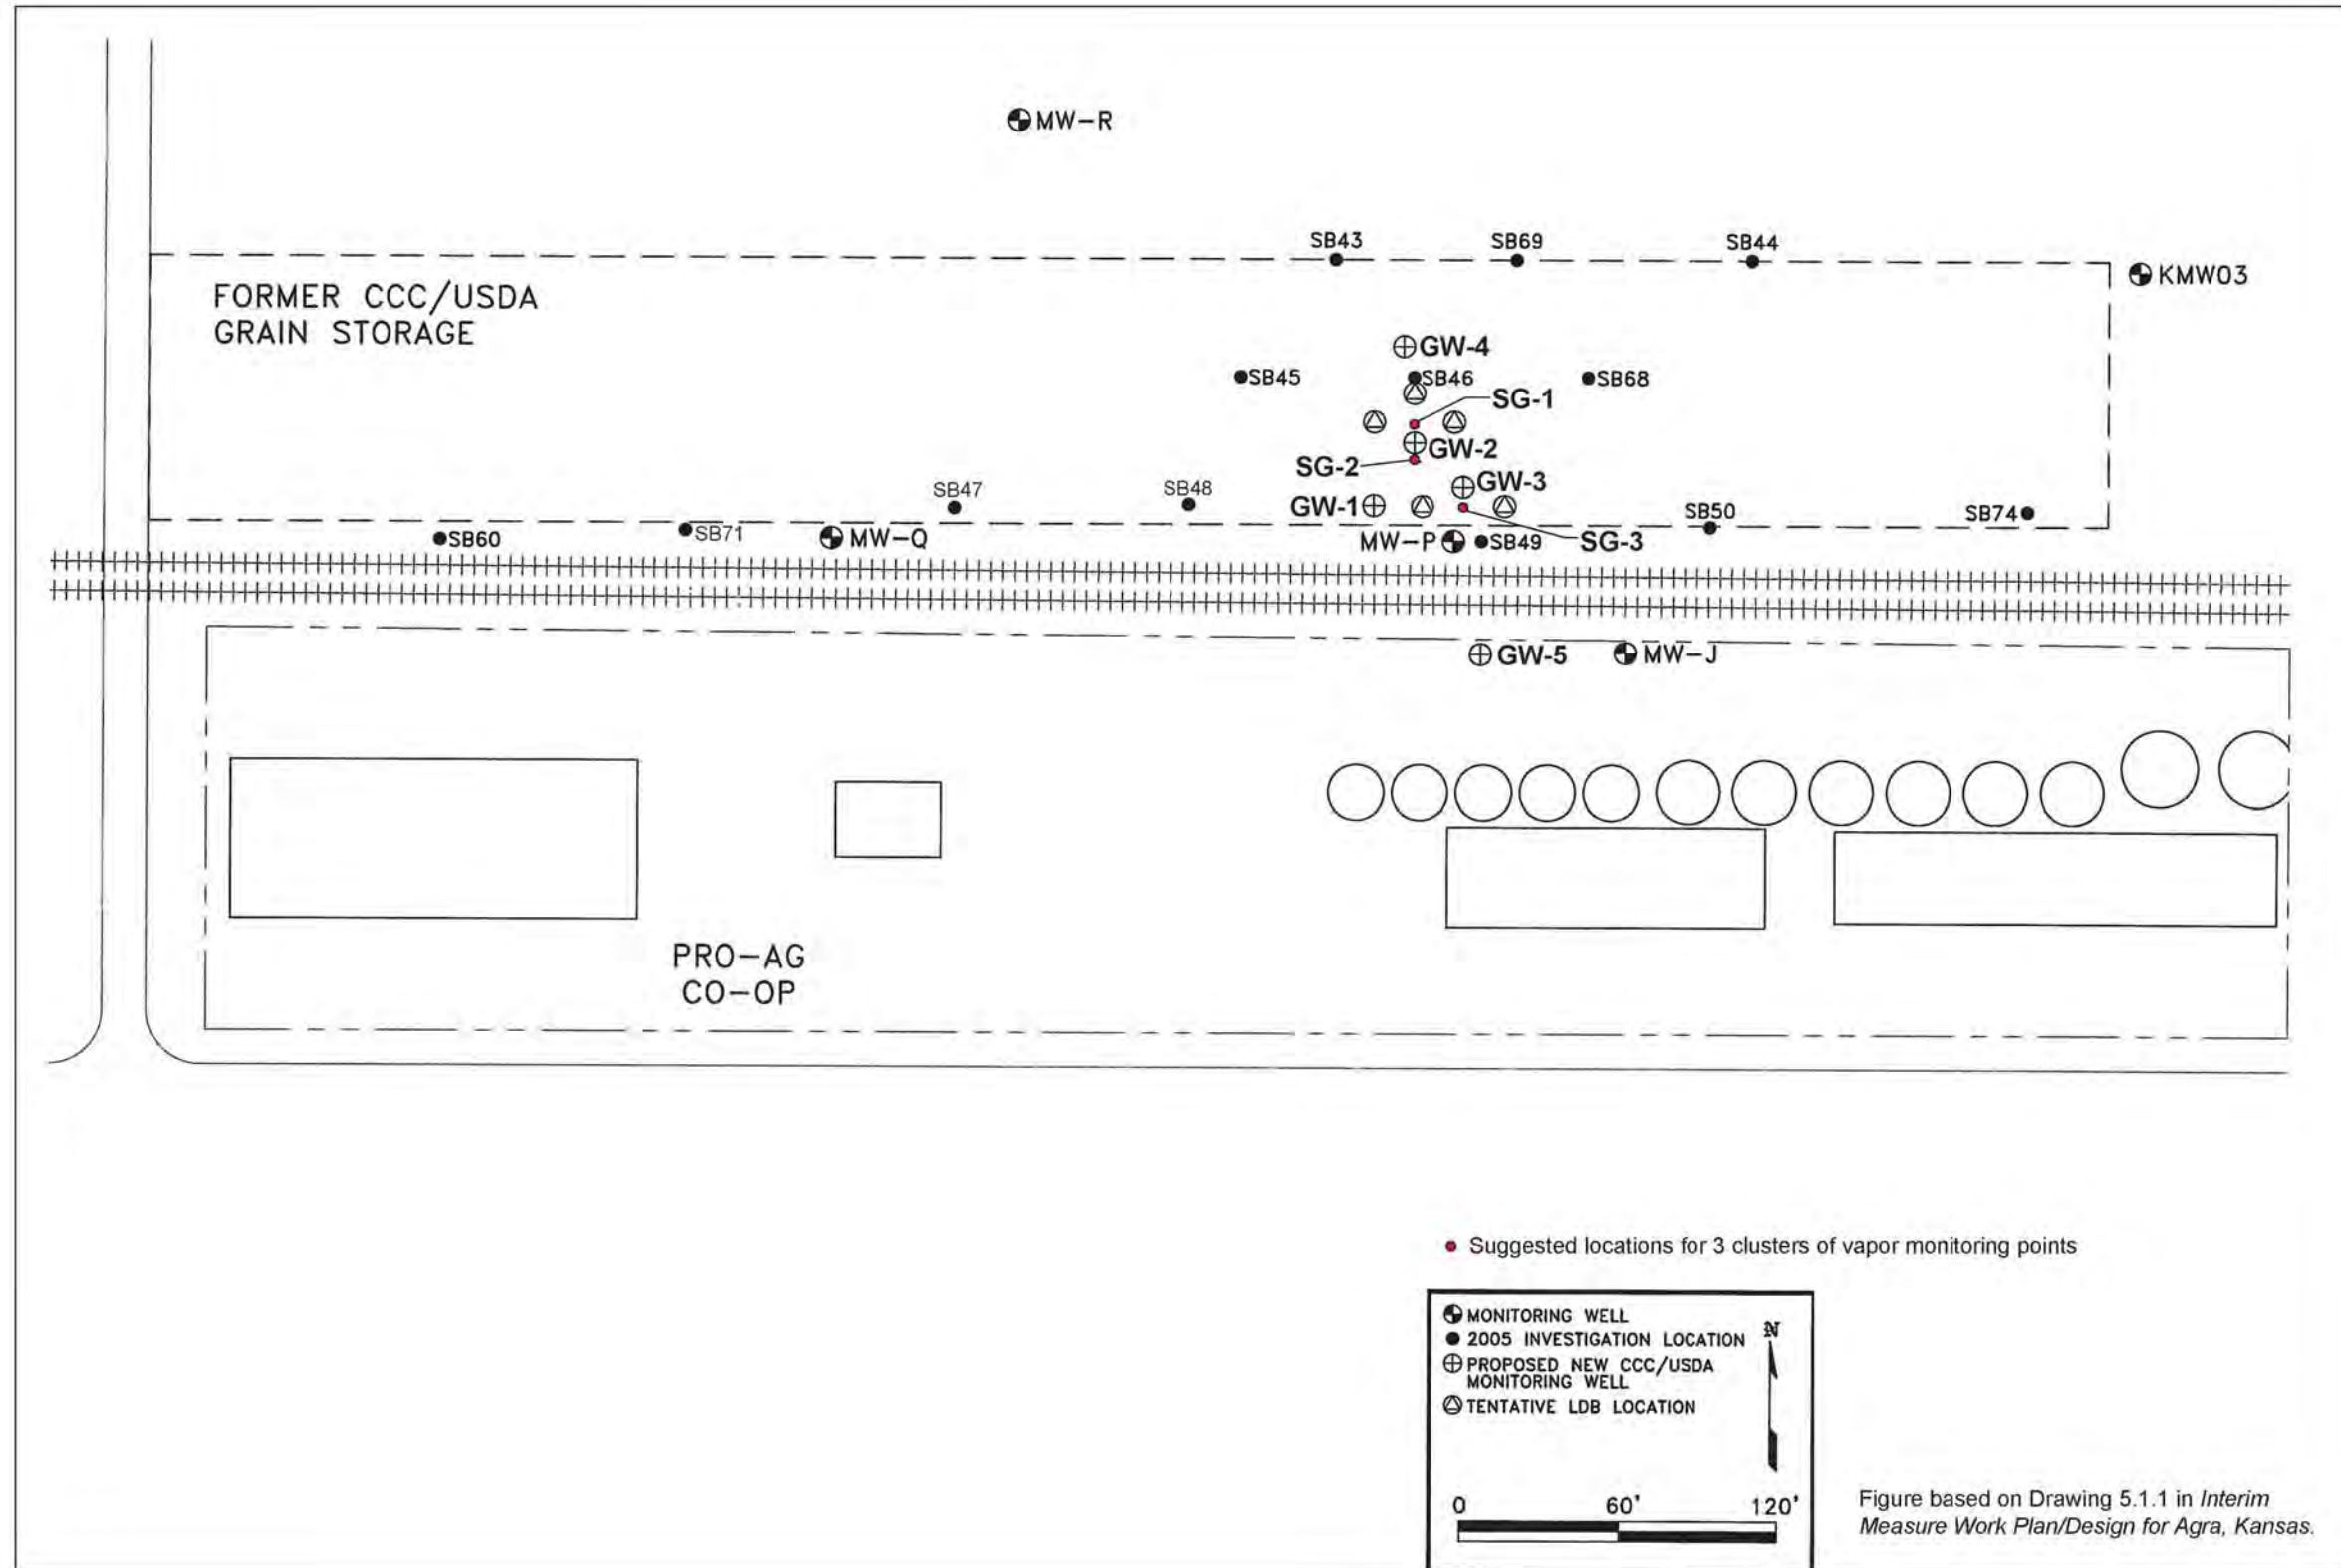 MW-R
SB43
SB69
SB44
KMW03
FORMER CCC/USDA
GRAIN STORAGE
GW-4
SB45
SB46
SB68
SG-1
GW-2
SG-2
GW-3
SB47
SB48
GW-1
SB50
SB74
SB60
SB71
MW-Q
MW-P
SB49
SG-3
GW-5
MW-J
PRO-AG
CO-OP
Suggested locations for 3 clusters of vapor monitoring points
MONITORING WELL
2005 INVESTIGATION LOCATION
N
PROPOSED NEW CCC/USDA
MONITORING WELL
TENTATIVE LDB LOCATION
0 60' 120'
Figure based on Drawing 5.1.1 in Interim
Measure Work Plan/Design for Agra, Kansas.